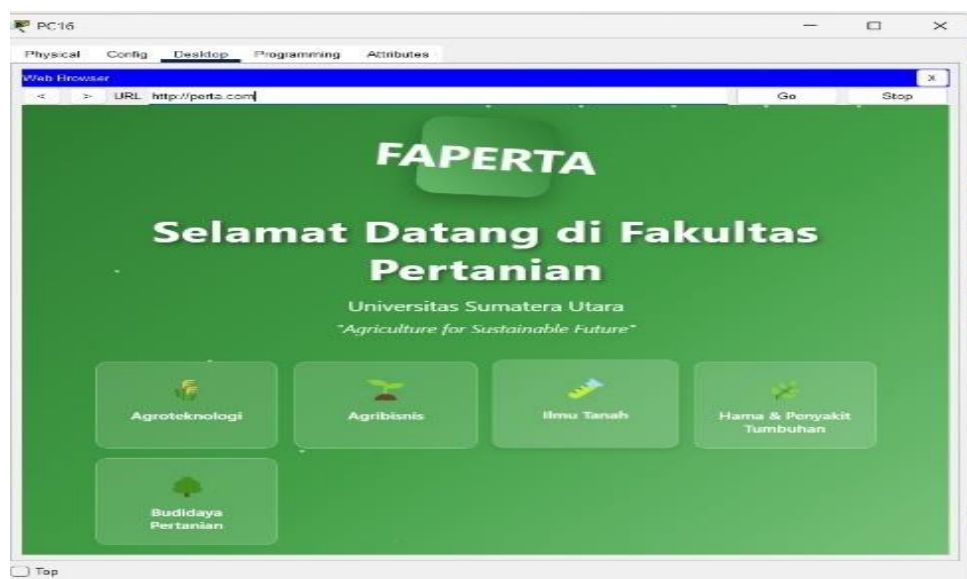 PC16
Physical Config Desktop Programming Attributes
Web Browser X
< > URL http://perta.com Go Stop
FAPERTA
Selamat Datang di Fakultas
Pertanian
Universitas Sumatera Utara
"Agriculture for Sustainable Future"
Agroteknologi
Agribisnis
Ilmu Tanah
Hama & Penyakit
Tumbuhan
Budidaya
Pertanian
Top